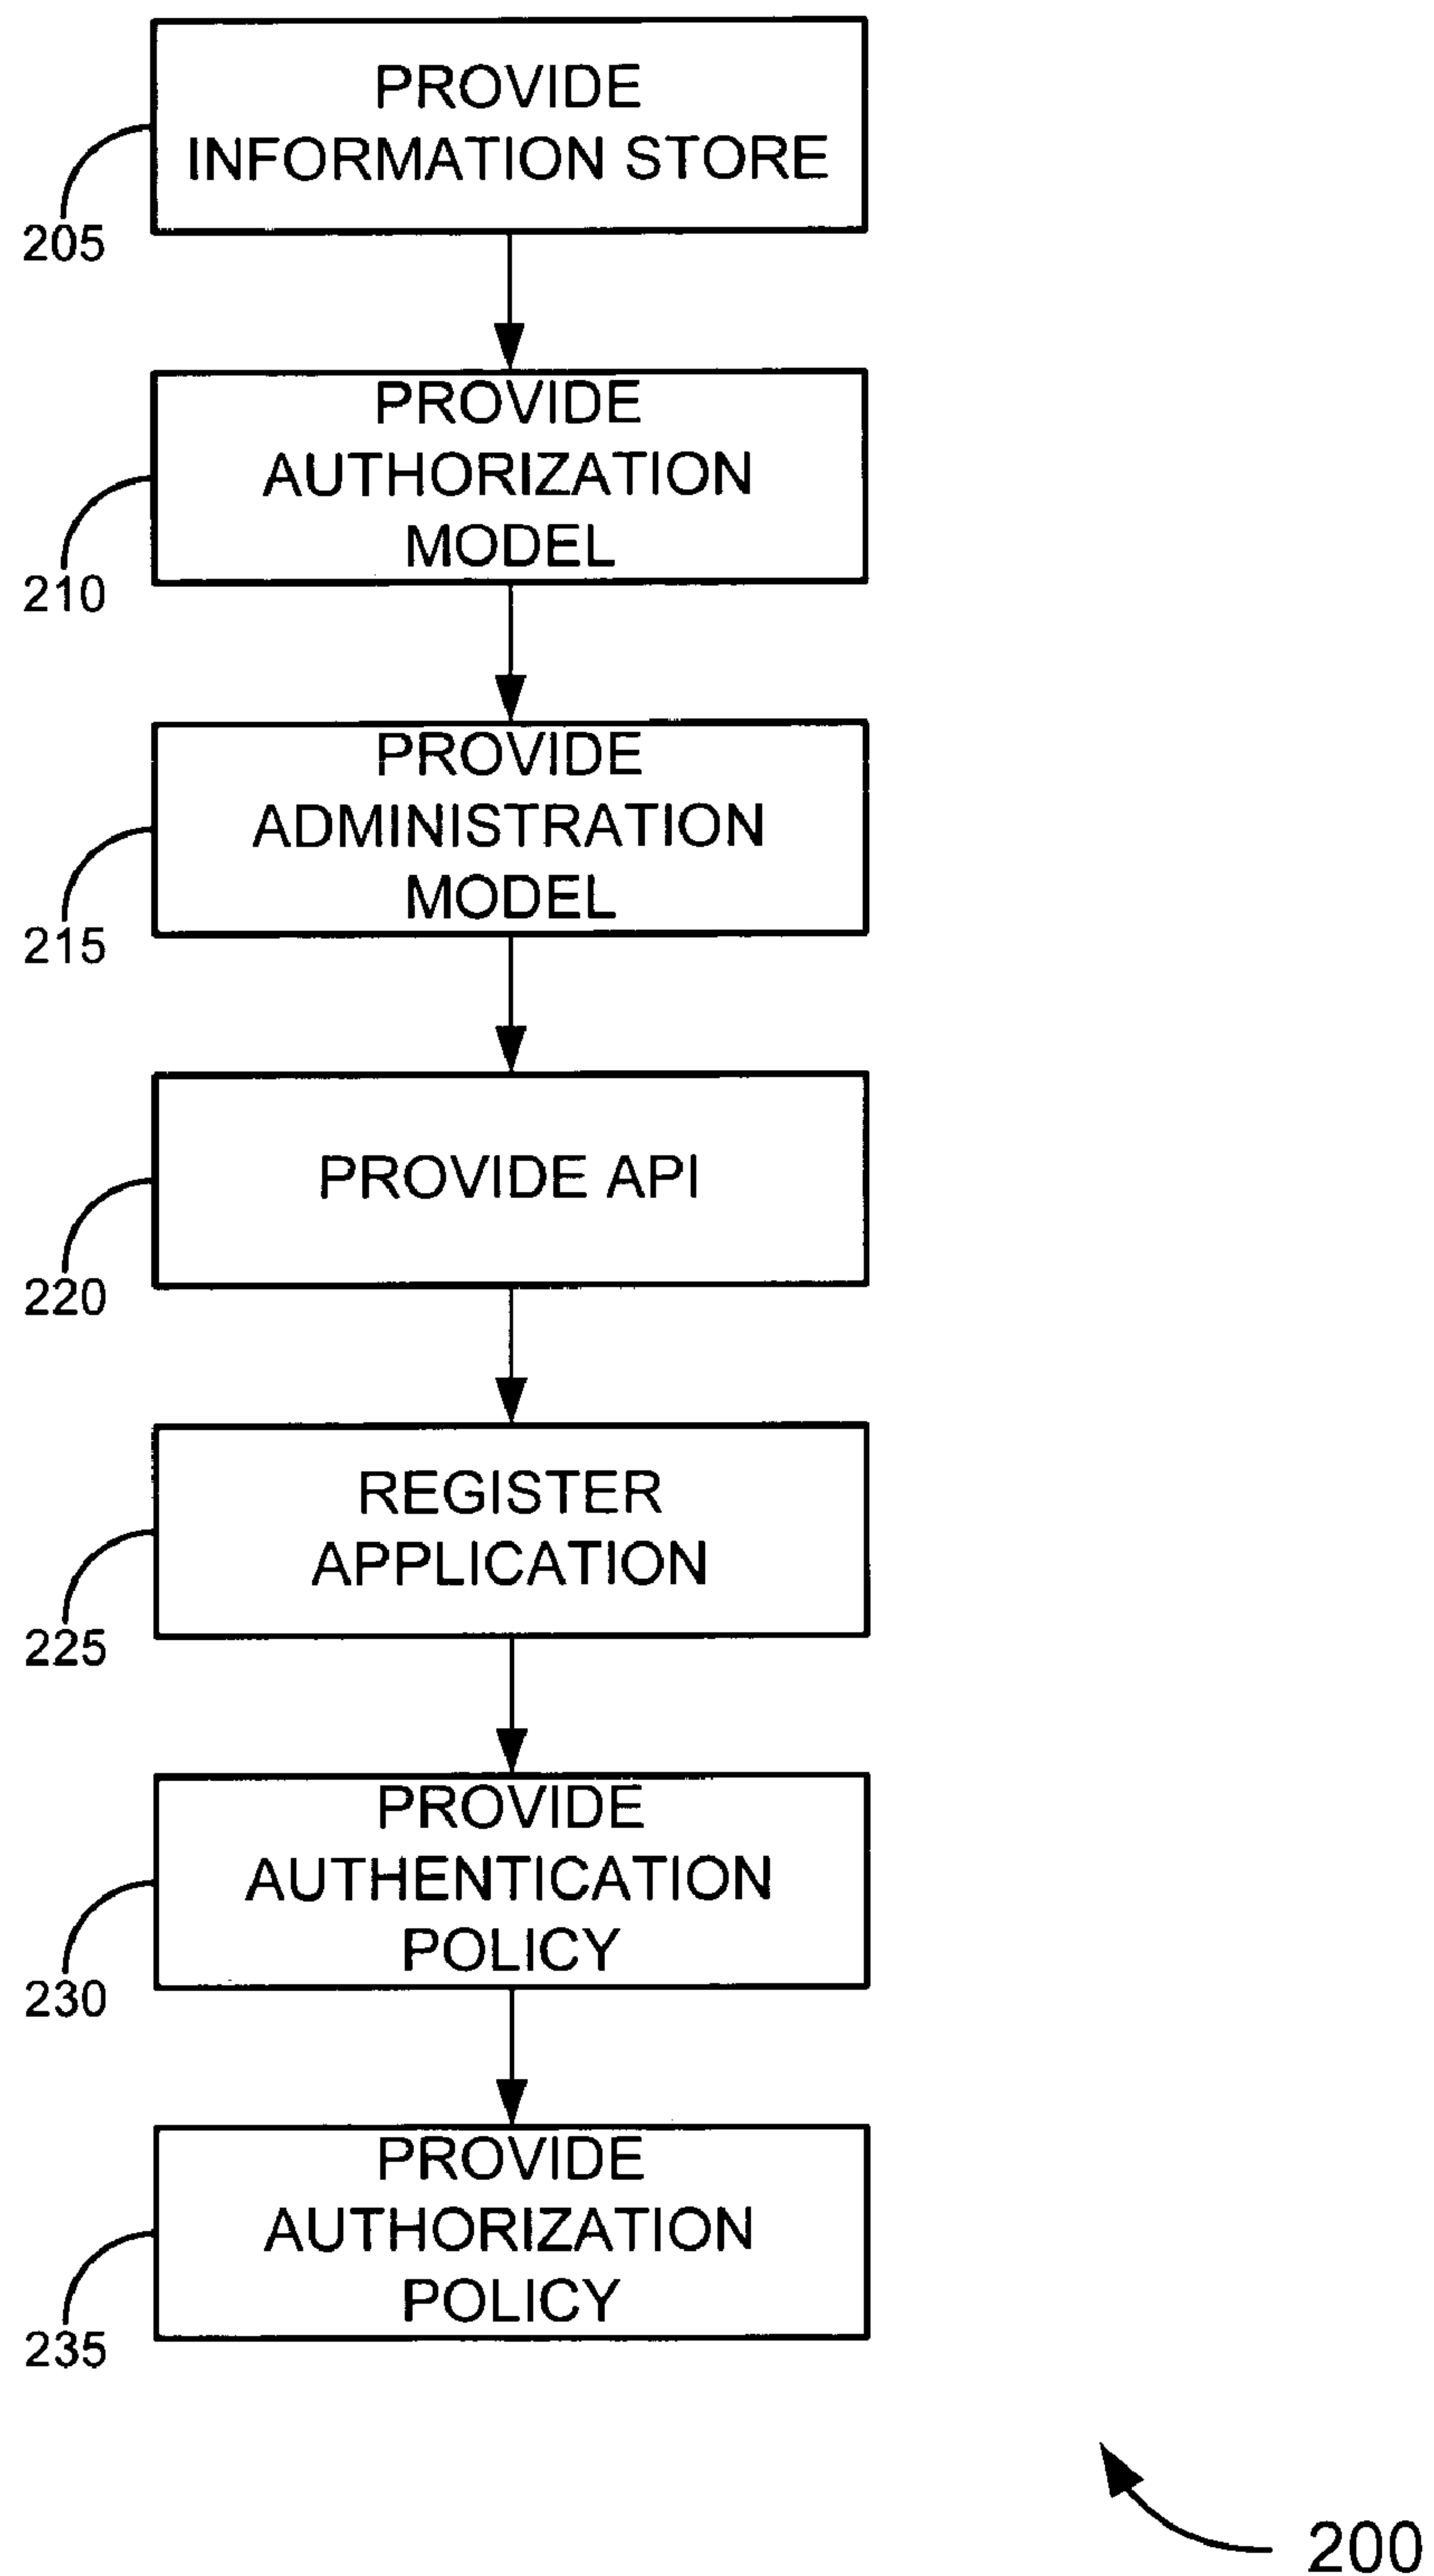 PROVIDE
INFORMATION STORE
205
PROVIDE
AUTHORIZATION
MODEL
210
PROVIDE
ADMINISTRATION
MODEL
215
PROVIDE API
220
REGISTER
APPLICATION
225
PROVIDE
AUTHENTICATION
POLICY
230
PROVIDE
AUTHORIZATION
POLICY
235
200